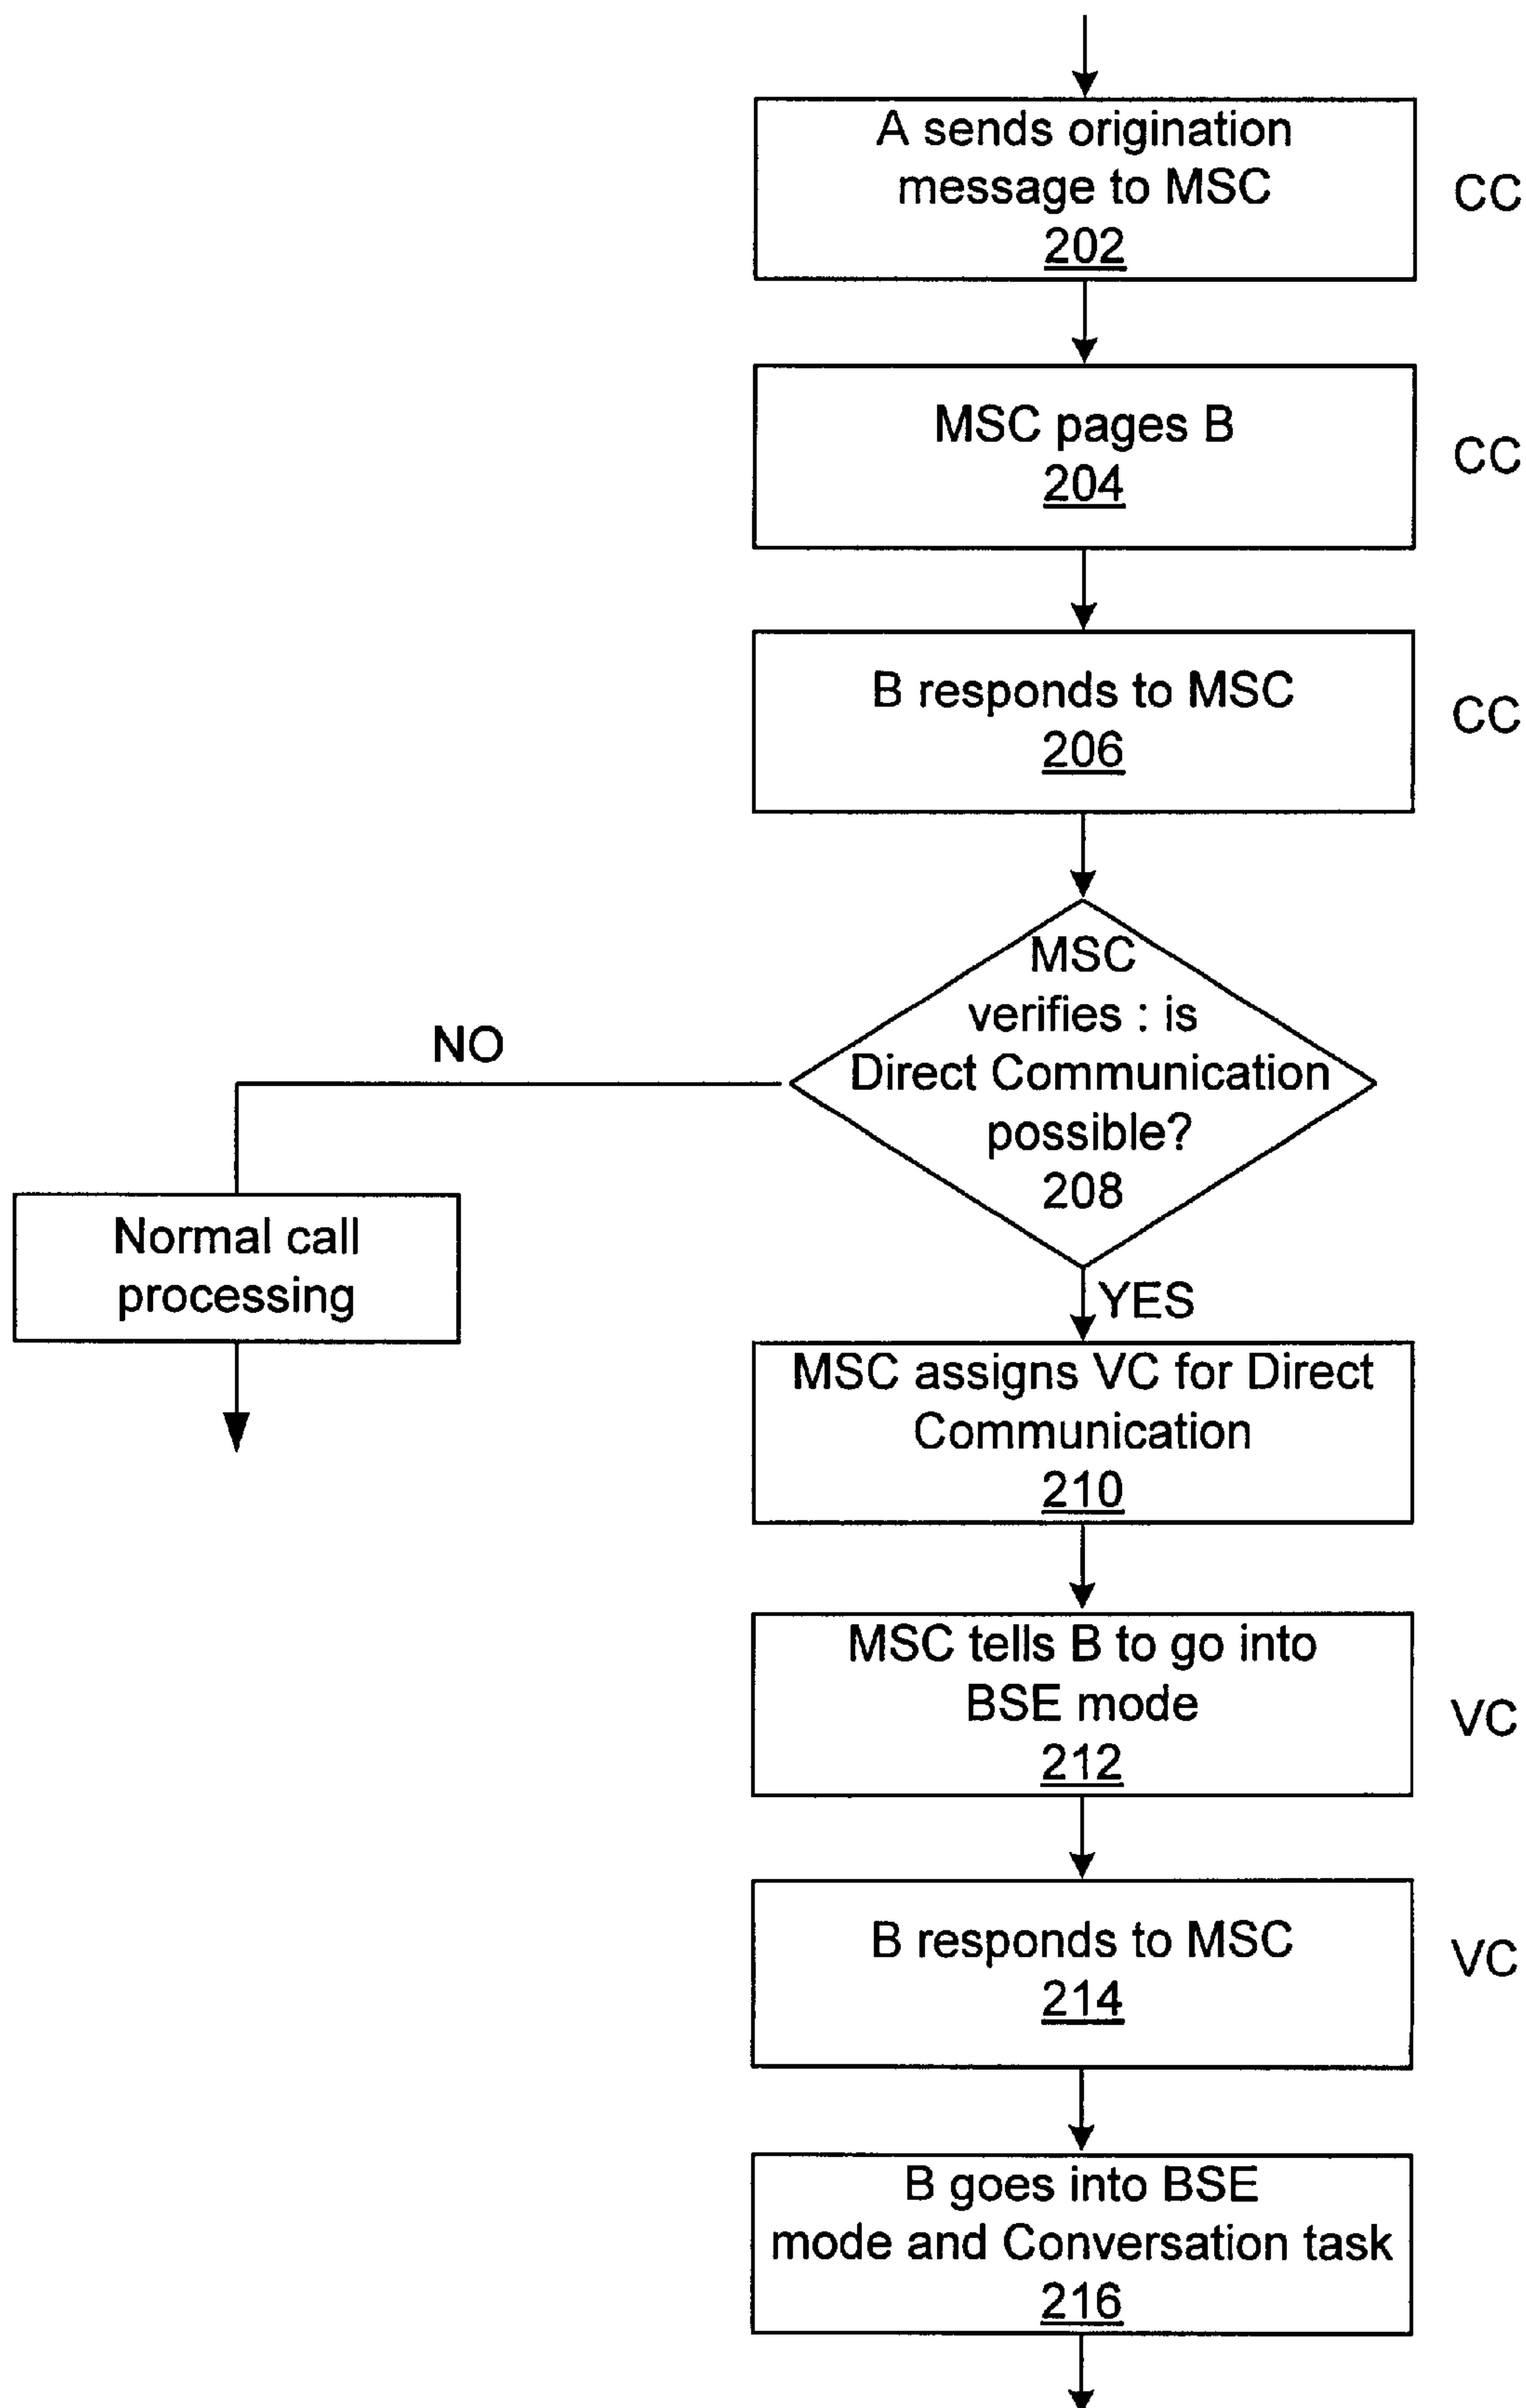 A sends origination
message to MSC
202
CC
MSC pages B
204
CC
B responds to MSC
206
CC
MSC
verifies : is
Direct Communication
possible?
208
NO
Normal call
processing
YES
MSC assigns VC for Direct
Communication
210
MSC tells B to go into
BSE mode
212
VC
B responds to MSC
214
VC
B goes into BSE
mode and Conversation task
216